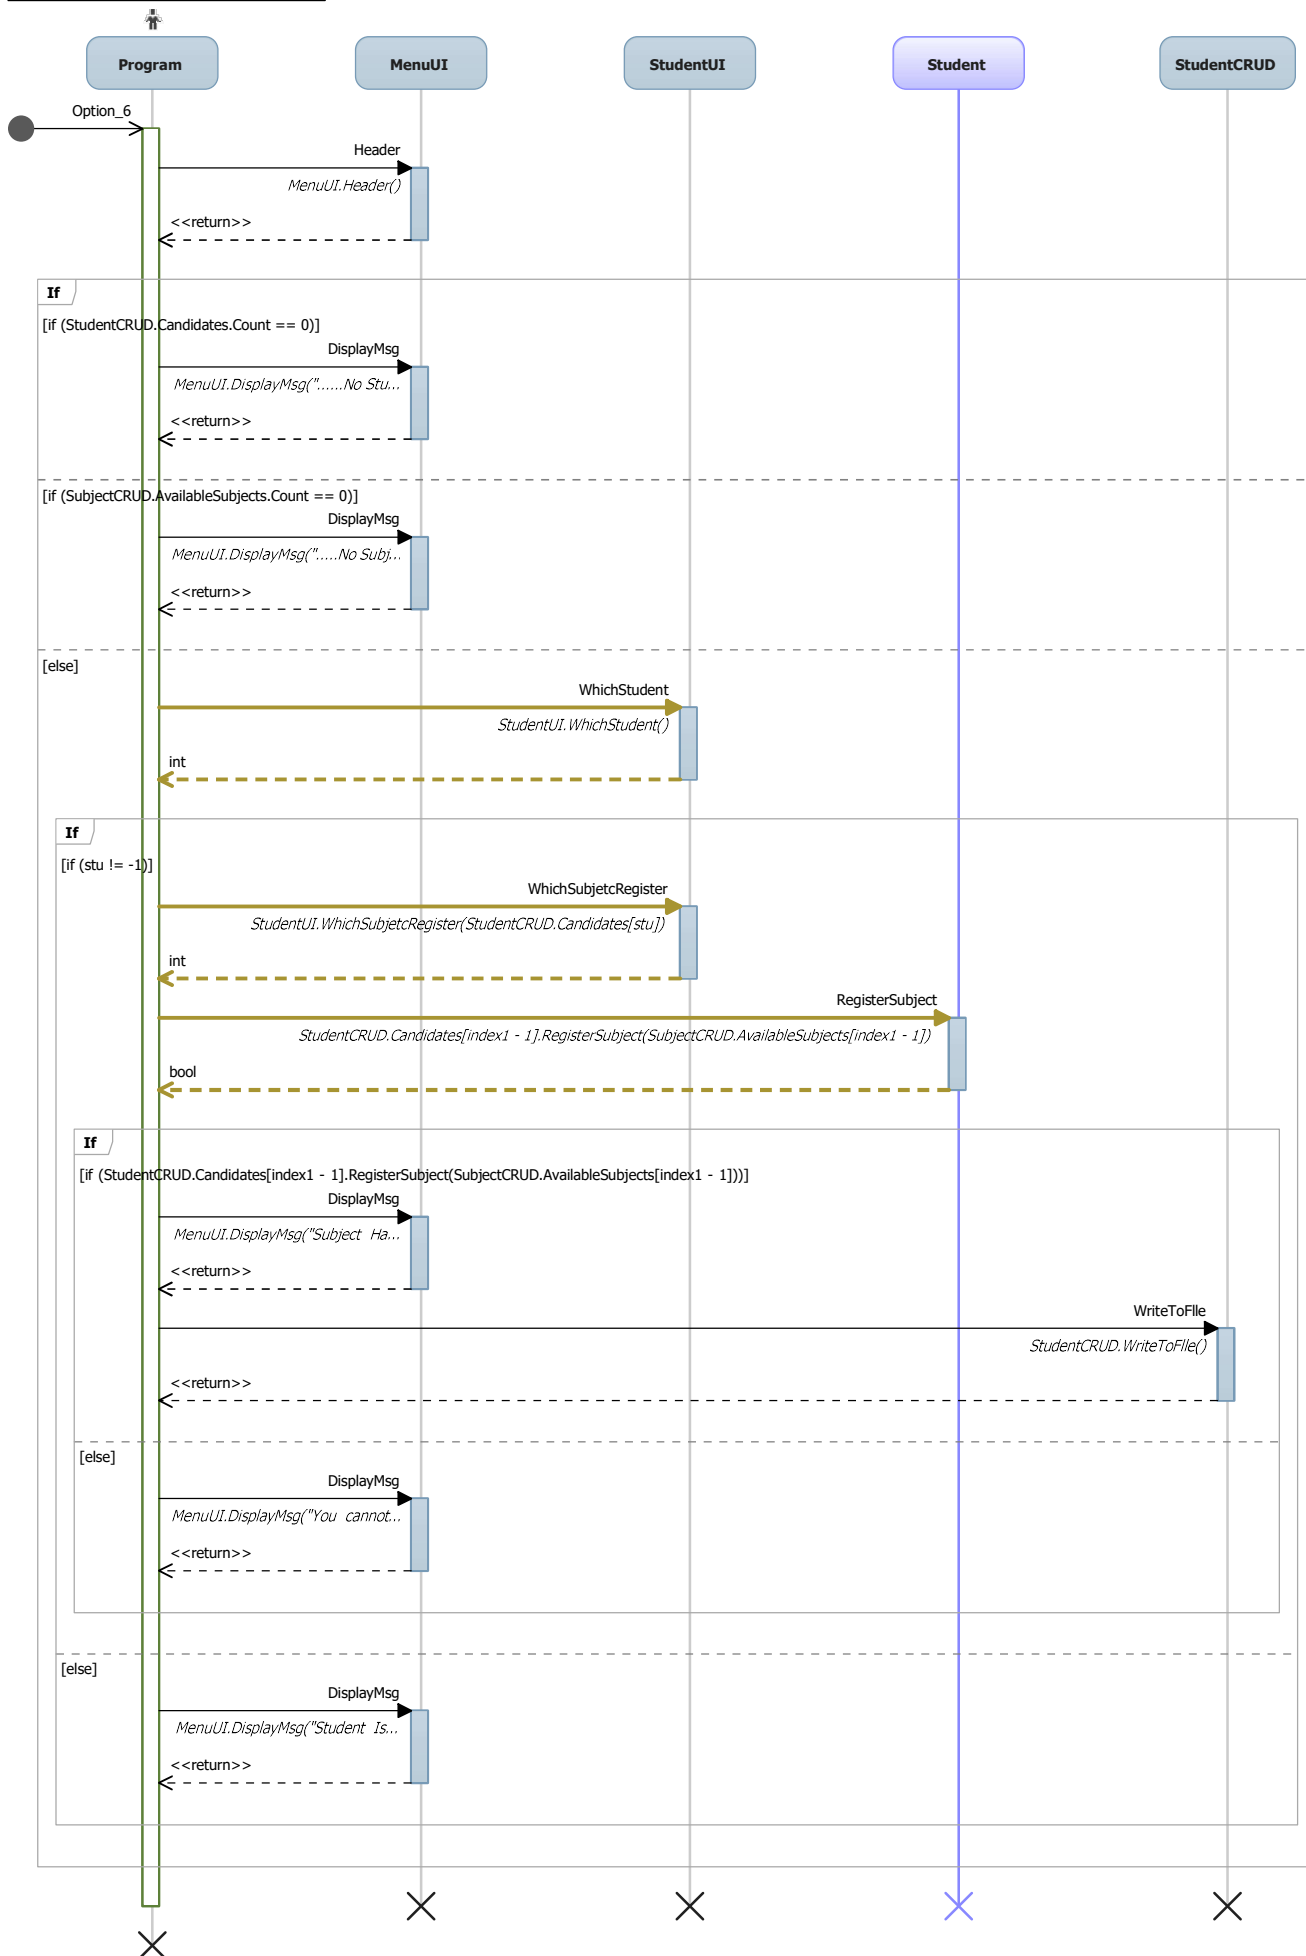 Program
MenuUI
StudentUI
Student
StudentCRUD
Option_6
Header
MenuUI.Header()
<<return>>
If
[if (StudentCRUD.Candidates.Count == 0)]
DisplayMsg
MenuUI.DisplayMsg("......No Stu...
<<return>>
[if (SubjectCRUD.AvailableSubjects.Count == 0)]
DisplayMsg
MenuUI.DisplayMsg(".....No Subj...
<<return>>
[else]
WhichStudent
StudentUI.WhichStudent()
int
If
[if (stu != -1)]
WhichSubjetcRegister
StudentUI.WhichSubjetcRegister(StudentCRUD.Candidates[stu])
int
RegisterSubject
StudentCRUD.Candidates[index1 - 1].RegisterSubject(SubjectCRUD.AvailableSubjects[index1 - 1])
bool
If
[if (StudentCRUD.Candidates[index1 - 1].RegisterSubject(SubjectCRUD.AvailableSubjects[index1 - 1]))]
DisplayMsg
MenuUI.DisplayMsg("Subject Ha...
<<return>>
WriteToFIle
StudentCRUD.WriteToFIle()
<<return>>
[else]
DisplayMsg
MenuUI.DisplayMsg("You cannot...
<<return>>
[else]
DisplayMsg
MenuUI.DisplayMsg("Student Is...
<<return>>